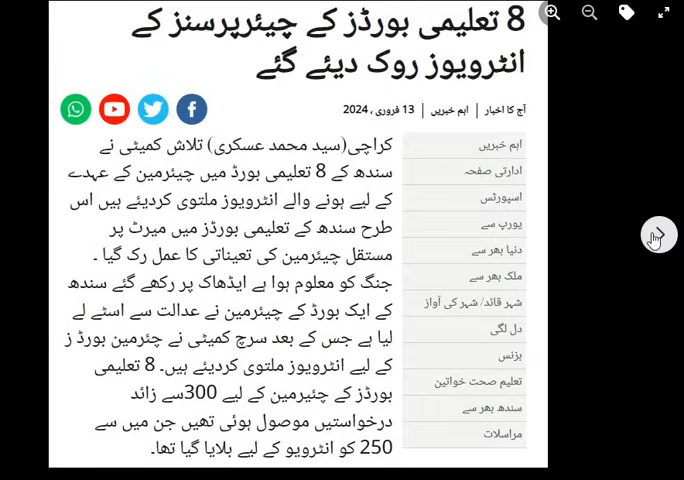 8 تعلیمی بورڈز کے چیئرپرسنز کے
انٹرویوز روک دیئے گئے
آج کا اخبار | اہم خبریں | 13 فروری ، 2024
کراچی(سید محمد عسکری) تلاش کمیٹی نے
سندھ کے 8 تعلیمی بورڈ میں چیئرمین کے عہدے
کے لیے ہونے والے انٹرویوز ملتوی کردیئے ہیں اس
طرح سندھ کے تعلیمی بورڈز میں میرٹ پر
مستقل چیئرمین کی تعیناتی کا عمل رک گیا ۔
جنگ کو معلوم ہوا ہے ایڈھاک پر رکھے گئے سندھ
کے ایک بورڈ کے چیئرمین نے عدالت سے اسٹے لے
لیا ہے جس کے بعد سرچ کمیٹی نے چئرمین بورڈ ز
کے لیے انٹرویوز ملتوی کردیئے ہیں۔ 8 تعلیمی
بورڈز کے چئیرمین کے لیے 300سے زائد
درخواستیں موصول ہوئی تھیں جن میں سے
250 کو انٹرویو کے لیے بلایا گیا تھا۔
اہم خبریں
ادارتی صفحہ
اسپورٹس
یورپ سے
دنیا بھر سے
ملک بھر سے
شہر قائد/ شہر کی آواز
دل لگی
بزنس
تعلیم صحت خواتین
سندھ بھر سے
مراسلات